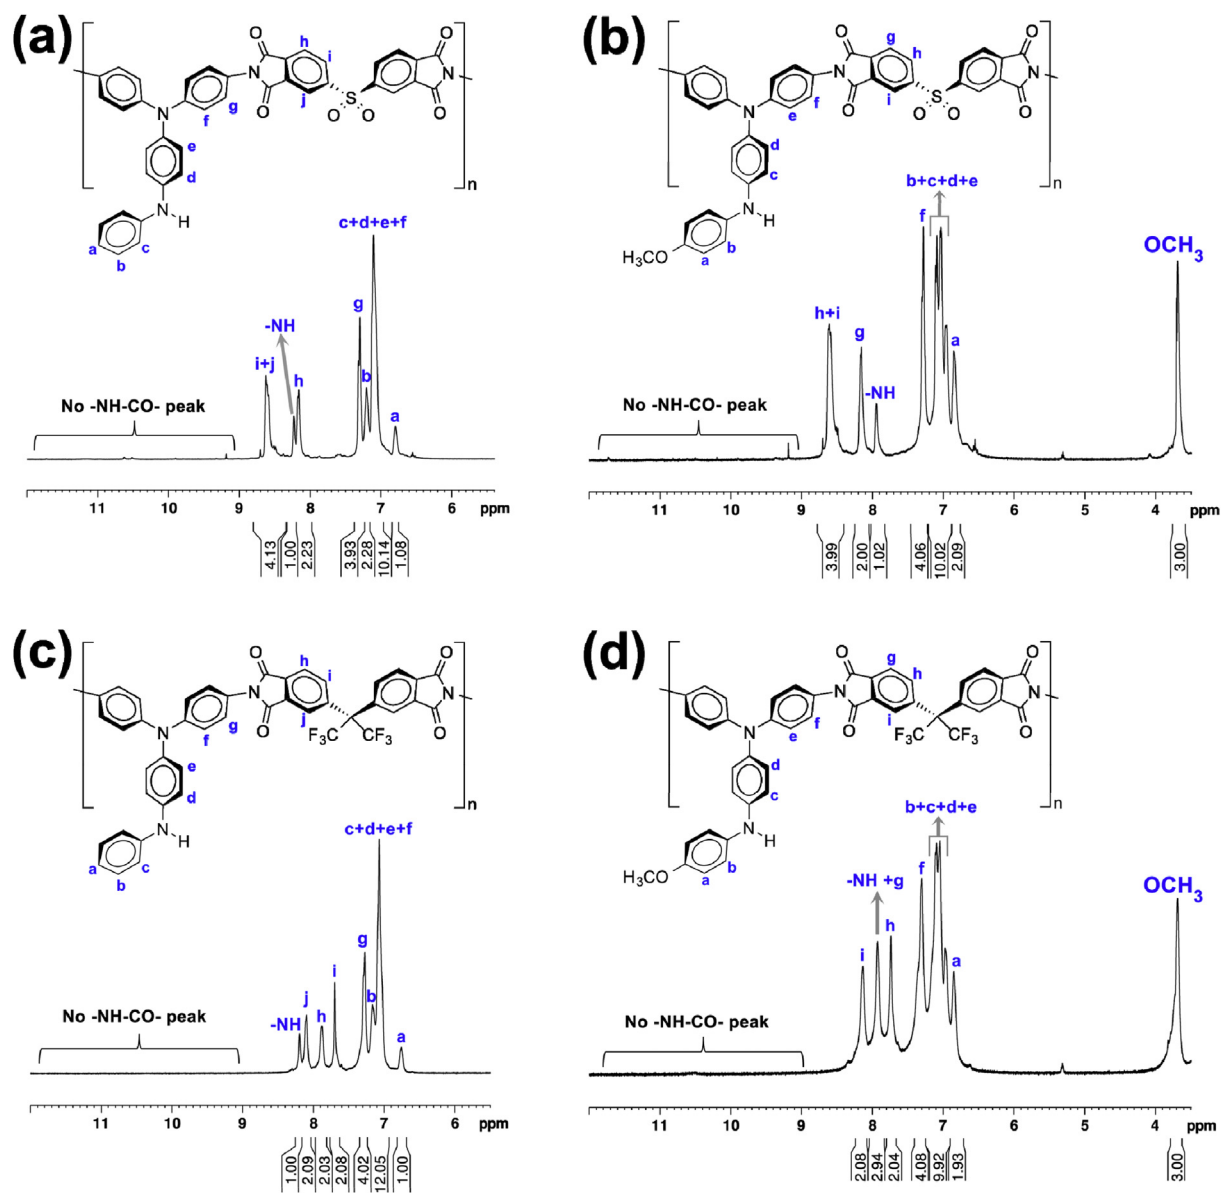 (a)
O
O
h
i
N
g
j
O
O
f
N
S
O
O
O
O
N
e
d
N
H
a
b
c
n
c+d+e+f
g
-NH
i+j
h
b
a
No -NH-CO- peak
11
10
9
8
7
6
ppm
4.13
1.00
2.23
3.93
2.28
10.14
1.08
(b)
O
O
g
h
N
f
i
O
O
e
N
S
O
O
O
O
N
d
c
N
H
H3CO
a
b
n
b+c+d+e
f
OCH3
h+i
g
-NH
a
No -NH-CO- peak
11
10
9
8
7
6
5
4
ppm
3.99
2.00
1.02
4.06
10.02
2.09
3.00
(c)
O
O
h
i
N
g
j
O
O
f
N
F3C
CF3
O
O
N
e
d
N
H
a
b
c
n
c+d+e+f
g
i
j
-NH
h
b
a
No -NH-CO- peak
11
10
9
8
7
6
ppm
1.00
2.09
2.03
2.08
4.02
12.05
1.00
(d)
O
O
g
h
N
f
i
O
O
e
N
F3C
CF3
O
O
N
d
c
N
H
H3CO
a
b
n
b+c+d+e
f
-NH +g
OCH3
h
i
a
No -NH-CO- peak
11
10
9
8
7
6
5
4
ppm
2.08
2.94
2.04
4.08
9.92
1.93
3.00